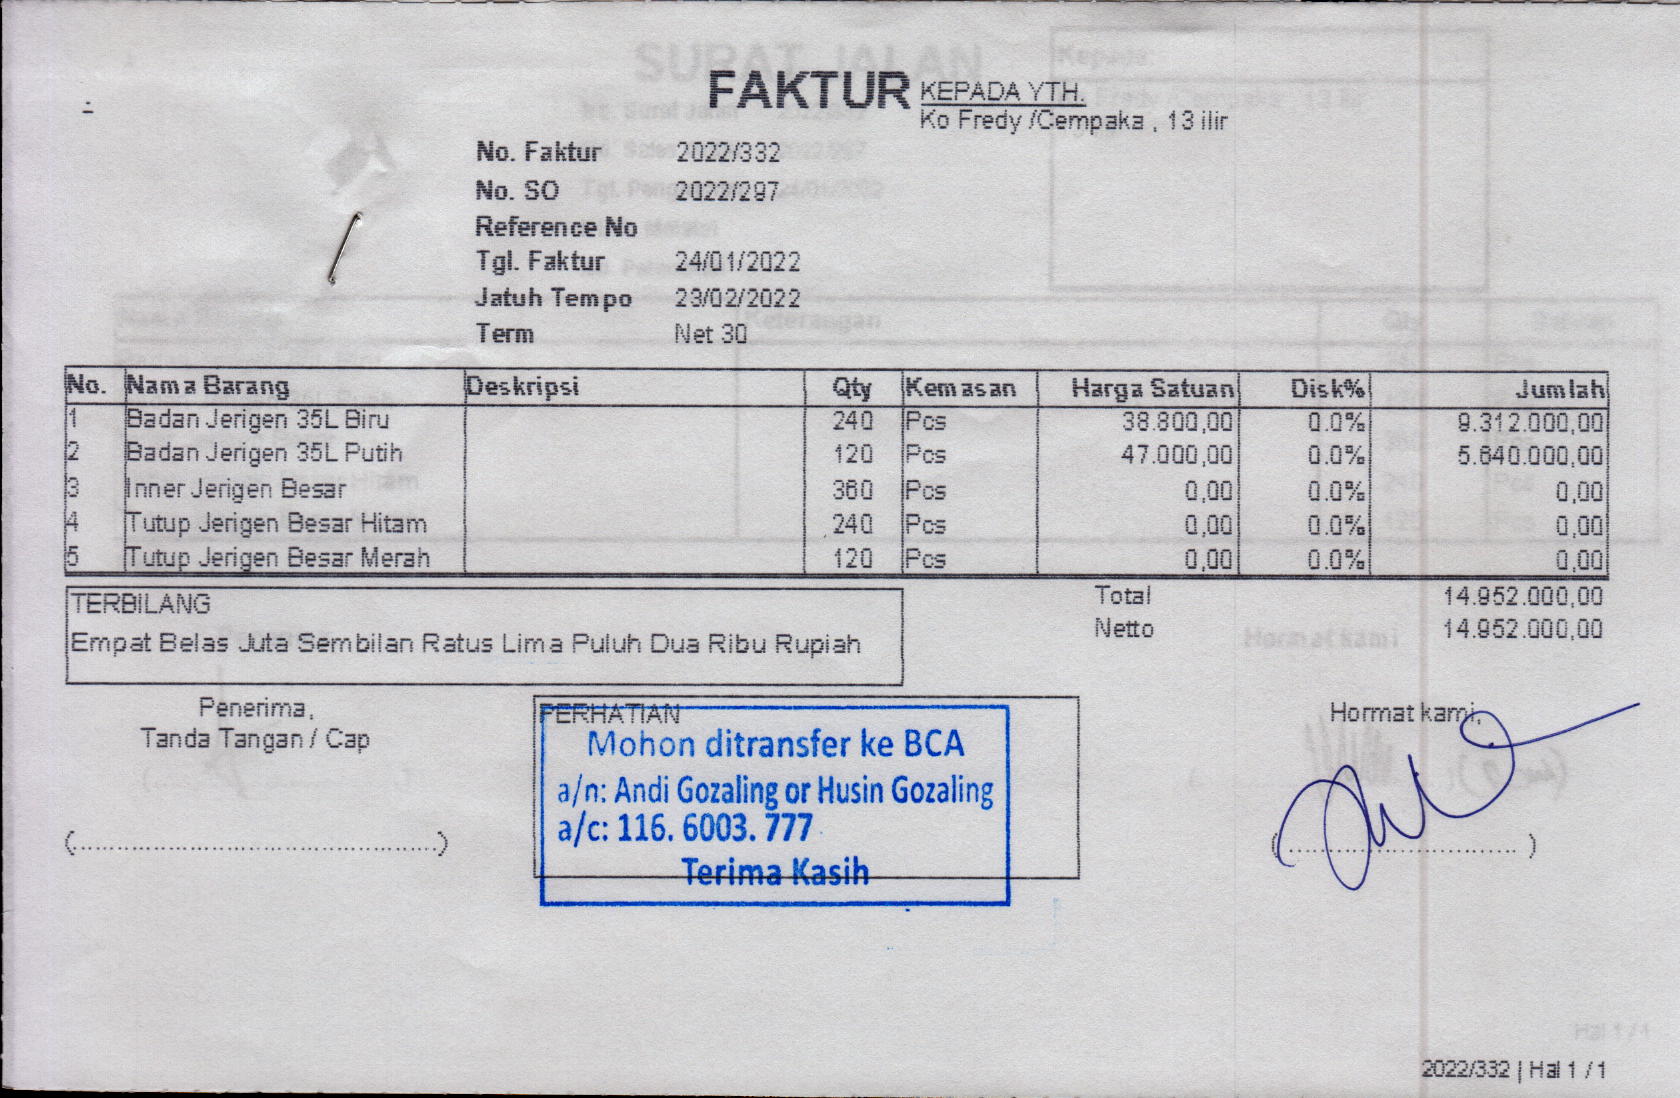 FAKTUR
KEPADA YTH.
Ko Fredy /Cempaka , 13 ilir
No. Faktur 2022/332
No. SO 2022/297
Reference No
Tgl. Faktur 24/01/2022
Jatuh Tempo 23/02/2022
Term Net 30
No. Nama Barang Deskripsi Qty Kemasan Harga Satuan Disk% Jumlah
1 Badan Jerigen 35L Biru 240 Pcs 38.800,00 0.0% 9.312.000,00
2 Badan Jerigen 35L Putih 120 Pcs 47.000,00 0.0% 5.640.000,00
3 Inner Jerigen Besar 360 Pcs 0,00 0.0% 0,00
4 Tutup Jerigen Besar Hitam 240 Pcs 0,00 0.0% 0,00
5 Tutup Jerigen Besar Merah 120 Pcs 0,00 0.0% 0,00
Total 14.952.000,00
Netto 14.952.000,00
TERBILANG
Empat Belas Juta Sembilan Ratus Lima Puluh Dua Ribu Rupiah
Penerima,
Tanda Tangan / Cap
(..........................................)
PERHATIAN
Mohon ditransfer ke BCA
a/n: Andi Gozaling or Husin Gozaling
a/c: 116. 6003. 777
Terima Kasih
Hormat kami,
(............................)
2022/332 | Hal 1 / 1